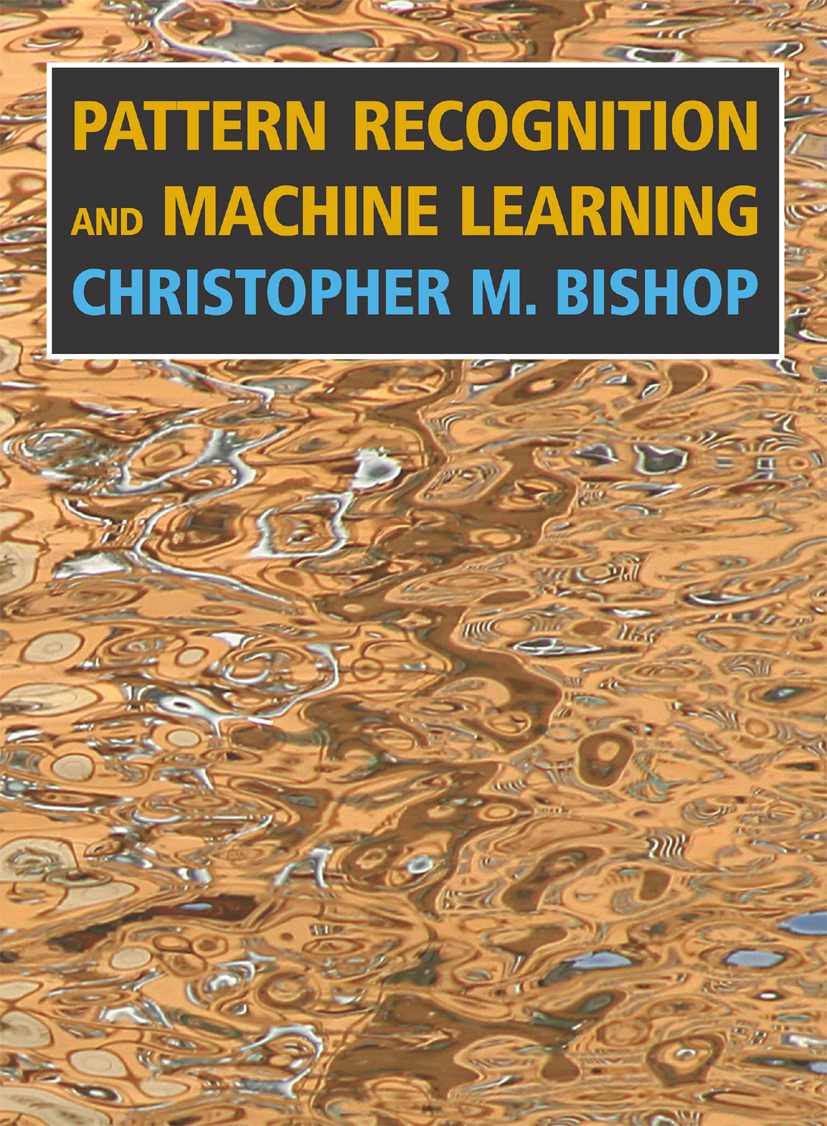 PATTERN RECOGNITION
AND MACHINE LEARNING
CHRISTOPHER M. BISHOP